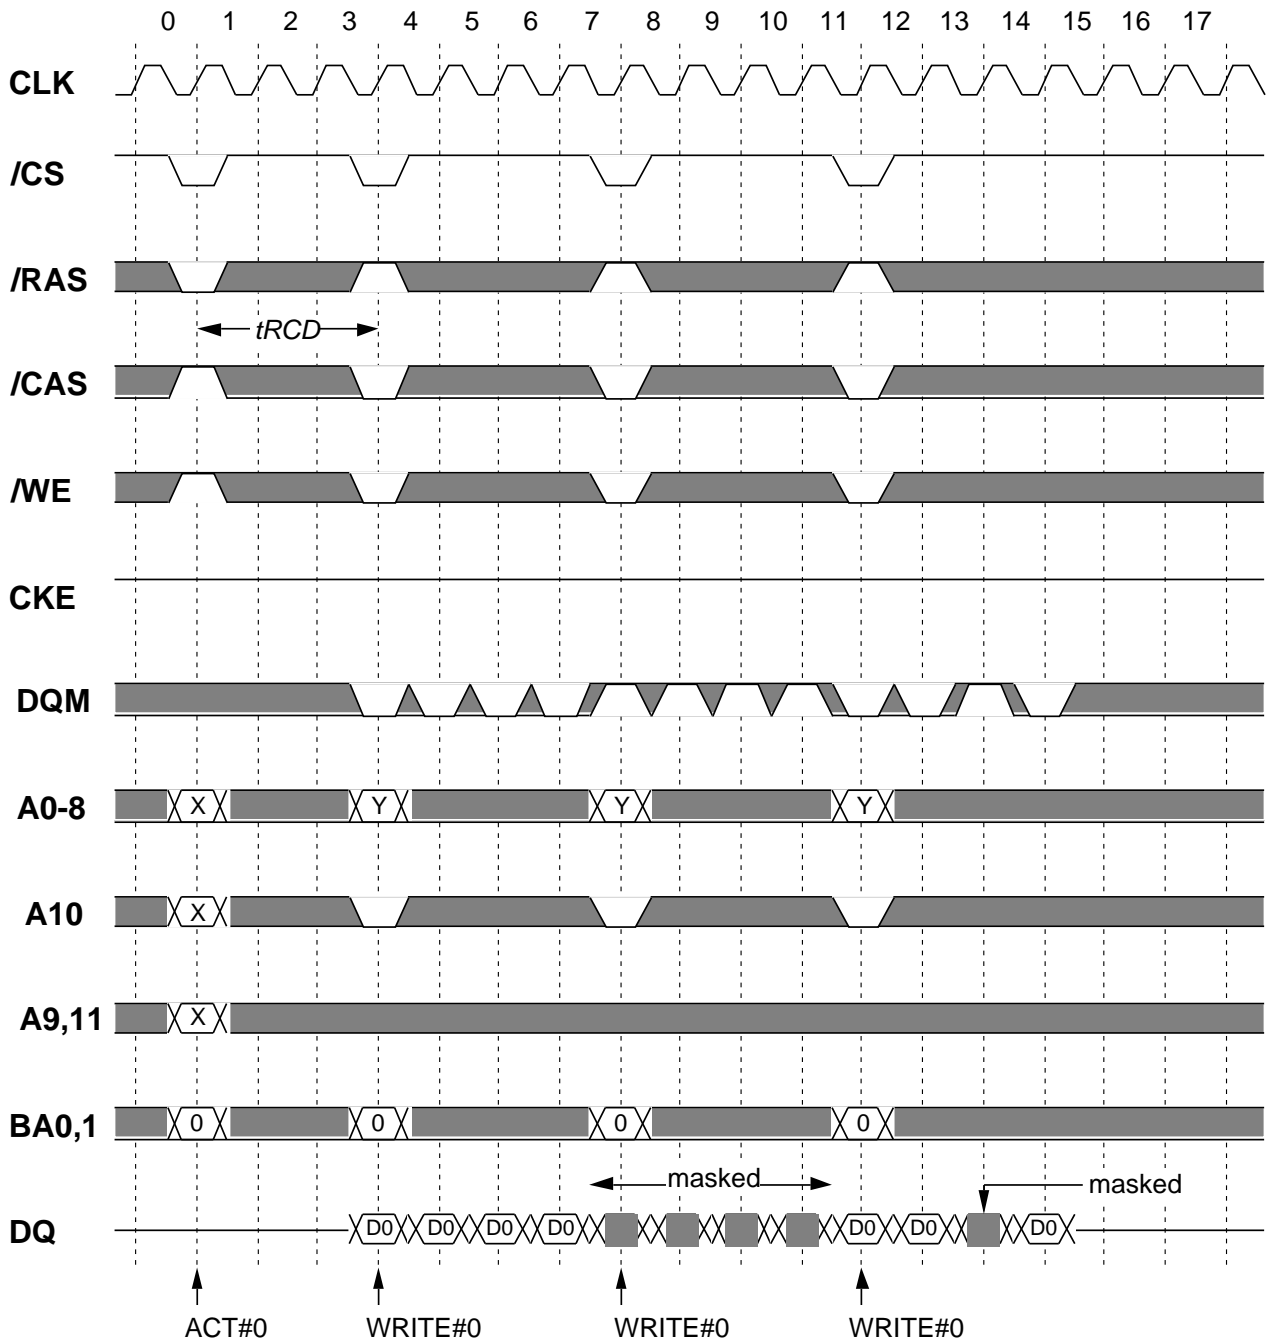 0 1 2 3 4 5 6 7 8 9 10 11 12 13 14 15 16 17
CLK
/CS
/RAS
tRCD
/CAS
/WE
CKE
DQM
A0-8 X Y Y Y
A10 X
A9,11 X
BA0,1 0 0 0 0
masked masked
DQ D0 D0 D0 D0 D0 D0 D0
ACT#0 WRITE#0 WRITE#0 WRITE#0